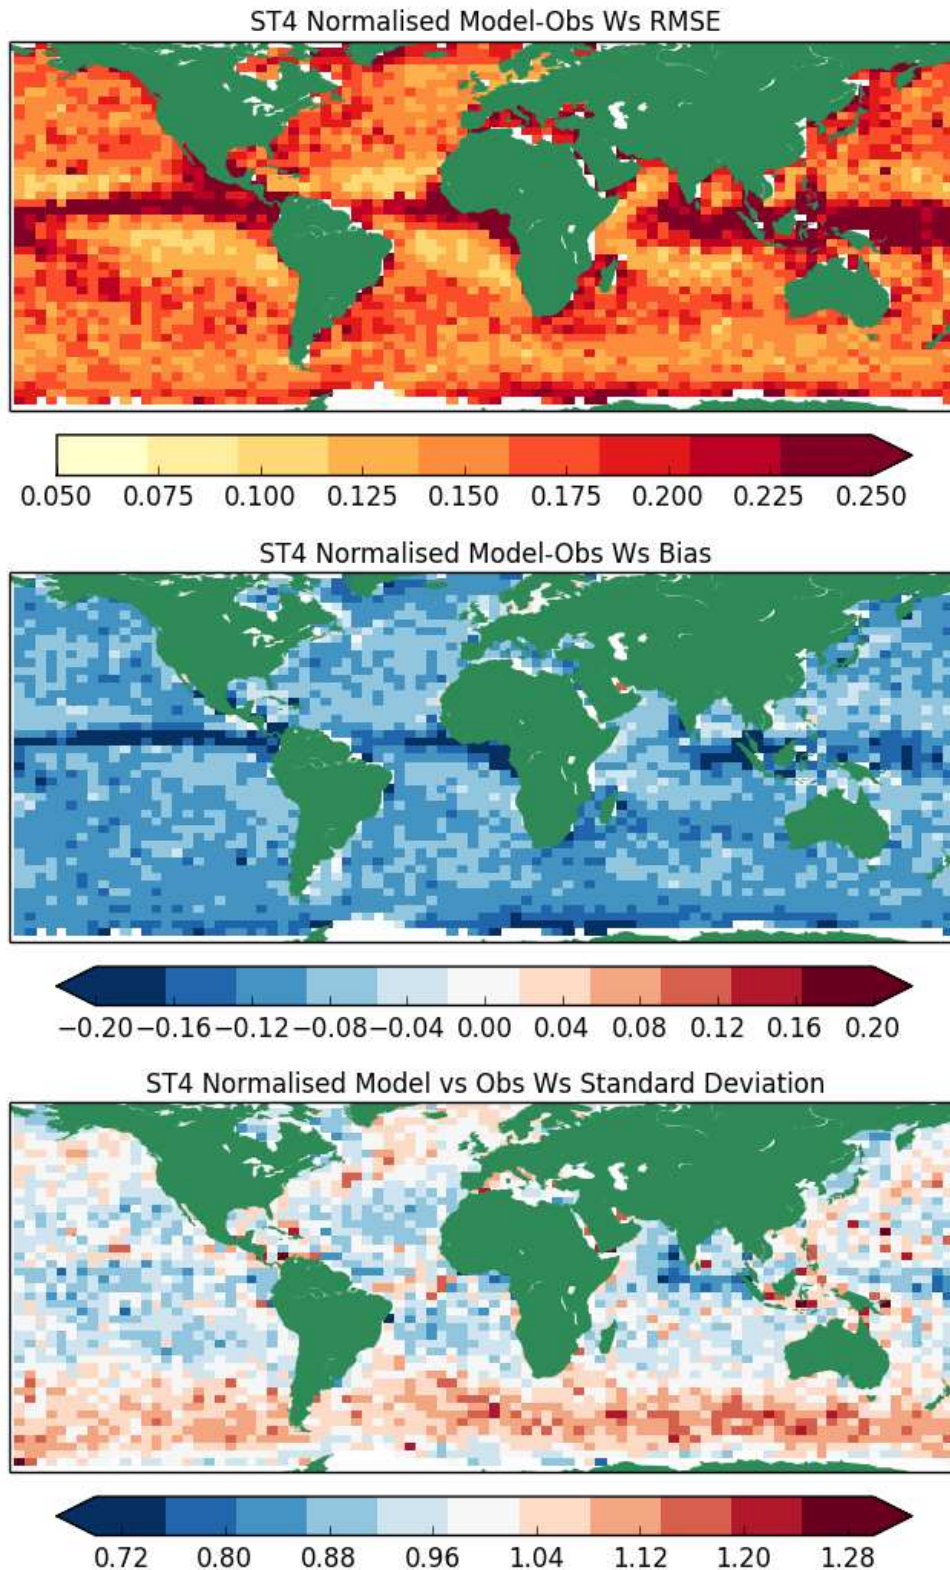 ST4 Normalised Model-Obs Ws RMSE
0.050 0.075 0.100 0.125 0.150 0.175 0.200 0.225 0.250
ST4 Normalised Model-Obs Ws Bias
−0.20 −0.16 −0.12 −0.08 −0.04 0.00 0.04 0.08 0.12 0.16 0.20
ST4 Normalised Model vs Obs Ws Standard Deviation
0.72 0.80 0.88 0.96 1.04 1.12 1.20 1.28